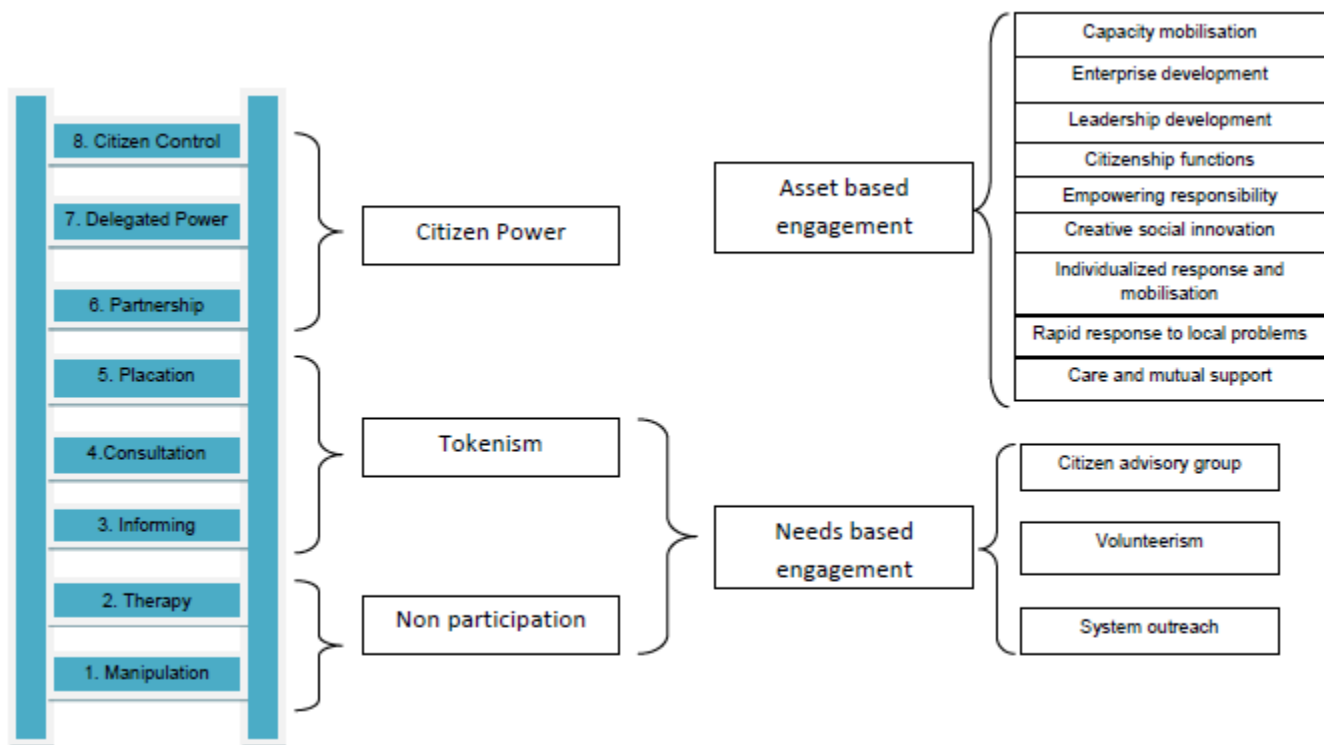 8. Citizen Control
7. Delegated Power
6. Partnership
5. Placation
4.Consultation
3. Informing
2. Therapy
1. Manipulation
Citizen Power
Tokenism
Non participation
Asset based
engagement
Needs based
engagement
Capacity mobilisation
Enterprise development
Leadership development
Citizenship functions
Empowering responsibility
Creative social innovation
Individualized response and
mobilisation
Rapid response to local problems
Care and mutual support
Citizen advisory group
Volunteerism
System outreach